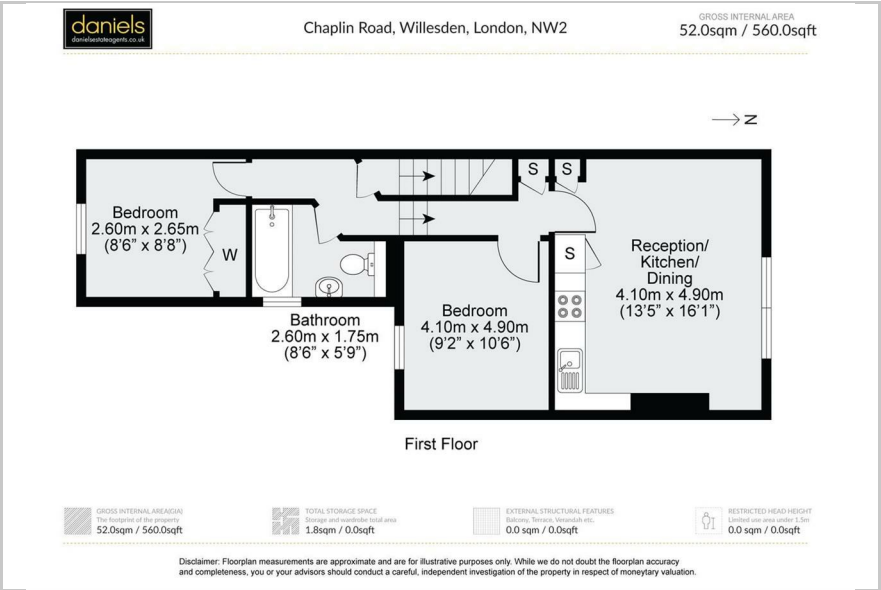 daniels
danielsestateagents.co.uk
Chaplin Road, Willesden, London, NW2
GROSS INTERNAL AREA
52.0sqm / 560.0sqft
N
Bedroom
2.60m x 2.65m
(8'6" x 8'8")
W
S
S
S
Reception/
Kitchen/
Dining
4.10m x 4.90m
(13'5" x 16'1")
Bathroom
2.60m x 1.75m
(8'6" x 5'9")
Bedroom
4.10m x 4.90m
(9'2" x 10'6")
First Floor
GROSS INTERNAL AREA(GIA)
The footprint of the property
52.0sqm / 560.0sqft
TOTAL STORAGE SPACE
Storage and wardrobe total area
1.8sqm / 0.0sqft
EXTERNAL STRUCTURAL FEATURES
Balcony, Terrace, Verandah etc.
0.0 sqm / 0.0sqft
RESTRICTED HEAD HEIGHT
Limited use area under 1.5m
0.0 sqm / 0.0sqft
Disclaimer: Floorplan measurements are approximate and are for illustrative purposes only. While we do not doubt the floorplan accuracy
and completeness, you or your advisors should conduct a careful, independent investigation of the property in respect of moneytary valuation.